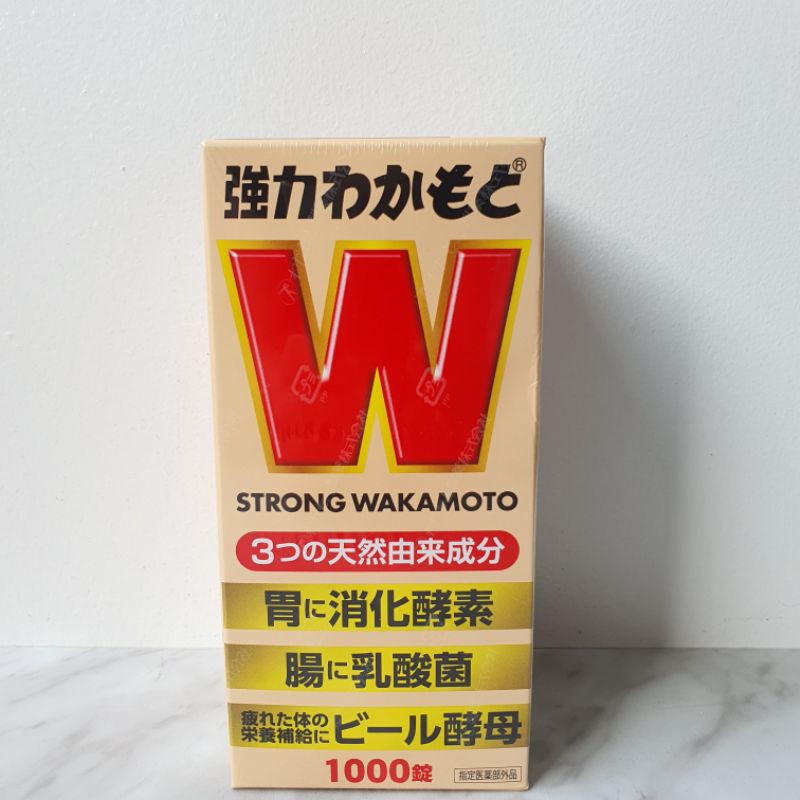 強力わかもと®
W
STRONG WAKAMOTO
3つの天然由来成分
胃に消化酵素
腸に乳酸菌
疲れた体の
栄養補給に
ビール酵母
1000錠
指定医薬部外品